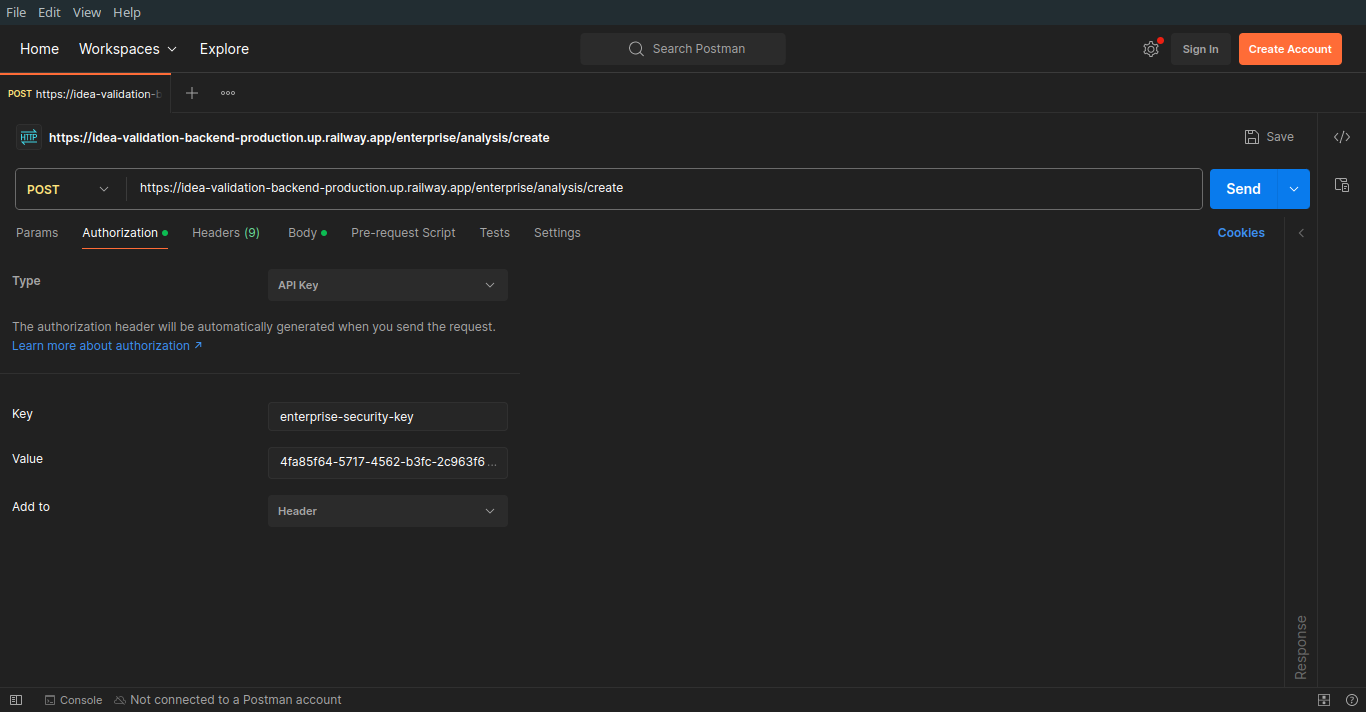 File Edit View Help
Home Workspaces Explore Search Postman Sign In Create Account
POST https://idea-validation-b
HTTP https://idea-validation-backend-production.up.railway.app/enterprise/analysis/create Save
POST https://idea-validation-backend-production.up.railway.app/enterprise/analysis/create Send
Params Authorization Headers (9) Body Pre-request Script Tests Settings Cookies
Type API Key
The authorization header will be automatically generated when you send the request.
Learn more about authorization ↗
Key enterprise-security-key
Value 4fa85f64-5717-4562-b3fc-2c963f6 ...
Add to Header
Response
Console Not connected to a Postman account